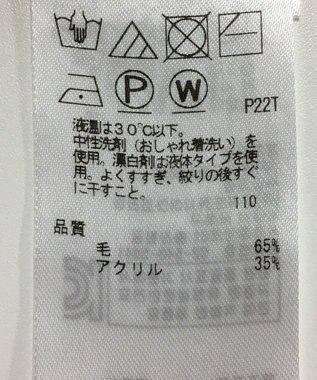 P
W
P22T
液温は30℃以下。
中性洗剤（おしゃれ着洗い）を
使用。漂白剤は液体タイプを使
用。よくすすぎ、絞りの後すぐ
に干すこと。
110
品質
毛 65%
アクリル 35%